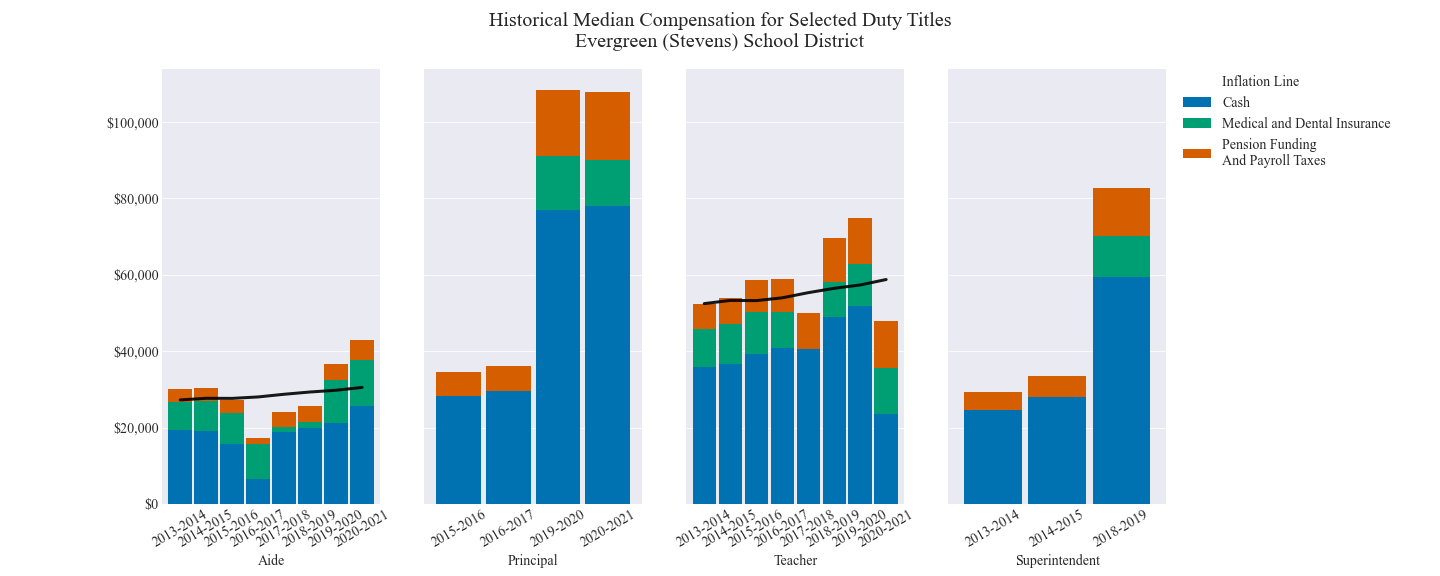 Historical Median Compensation for Selected Duty Titles
Evergreen (Stevens) School District
Inflation Line
Cash
Medical and Dental Insurance
Pension Funding
And Payroll Taxes
$100,000
$80,000
$60,000
$40,000
$20,000
$0
2013-2014
2014-2015
2015-2016
2016-2017
2017-2018
2018-2019
2019-2020
2020-2021
Aide
2015-2016
2016-2017
2019-2020
2020-2021
Principal
2013-2014
2014-2015
2015-2016
2016-2017
2017-2018
2018-2019
2019-2020
2020-2021
Teacher
2013-2014
2014-2015
2018-2019
Superintendent